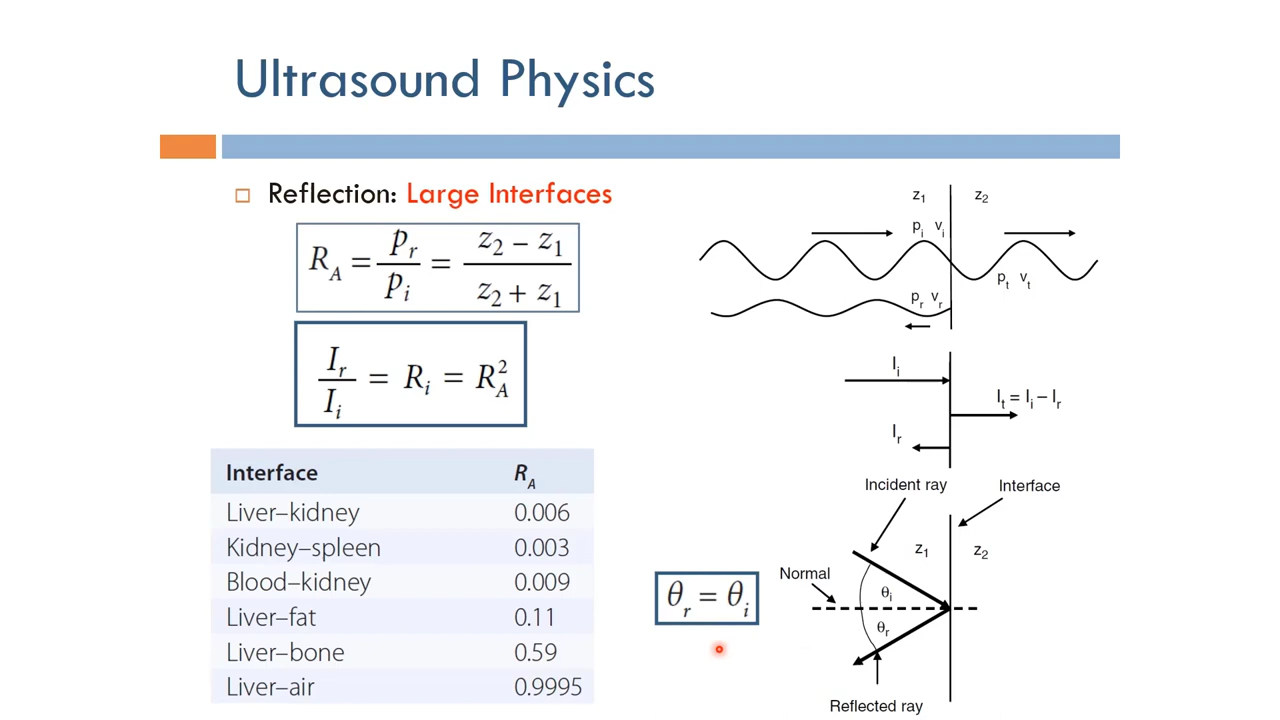 Ultrasound Physics
Reflection: Large Interfaces
R_A = p_r / p_i = (z_2 − z_1) / (z_2 + z_1)
I_r / I_i = R_i = R_A^2
Interface R_A
Liver–kidney 0.006
Kidney–spleen 0.003
Blood–kidney 0.009
Liver–fat 0.11
Liver–bone 0.59
Liver–air 0.9995
θ_r = θ_i
z_1 z_2
p_i v_i
p_t v_t
p_r v_r
I_i
I_t = I_i – I_r
I_r
Incident ray
Interface
z_1 z_2
Normal
θ_i
θ_r
Reflected ray